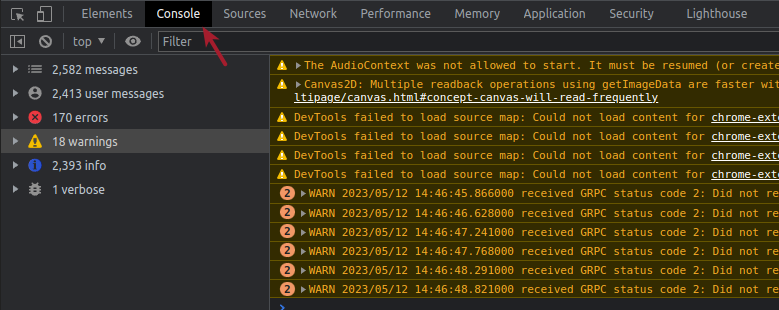 Elements Console Sources Network Performance Memory Application Security Lighthouse
top Filter
2,582 messages
2,413 user messages
170 errors
18 warnings
2,393 info
1 verbose
The AudioContext was not allowed to start. It must be resumed (or create
Canvas2D: Multiple readback operations using getImageData are faster wit
ltipage/canvas.html#concept-canvas-will-read-frequently
DevTools failed to load source map: Could not load content for chrome-exte
DevTools failed to load source map: Could not load content for chrome-exte
DevTools failed to load source map: Could not load content for chrome-exte
DevTools failed to load source map: Could not load content for chrome-exte
2 WARN 2023/05/12 14:46:45.866000 received GRPC status code 2: Did not re
2 WARN 2023/05/12 14:46:46.628000 received GRPC status code 2: Did not re
2 WARN 2023/05/12 14:46:47.241000 received GRPC status code 2: Did not re
2 WARN 2023/05/12 14:46:47.768000 received GRPC status code 2: Did not re
2 WARN 2023/05/12 14:46:48.291000 received GRPC status code 2: Did not re
2 WARN 2023/05/12 14:46:48.821000 received GRPC status code 2: Did not re